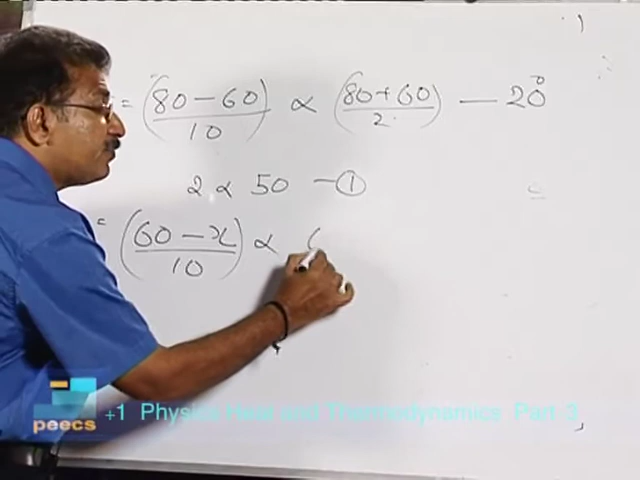 = (80 - 60 / 10) ∝ (80 + 60 / 2) - 20°
2 ∝ 50 - ①
= (60 - x / 10) ∝ (
+1 Physics Heat and Thermodynamics Part 3
peecs